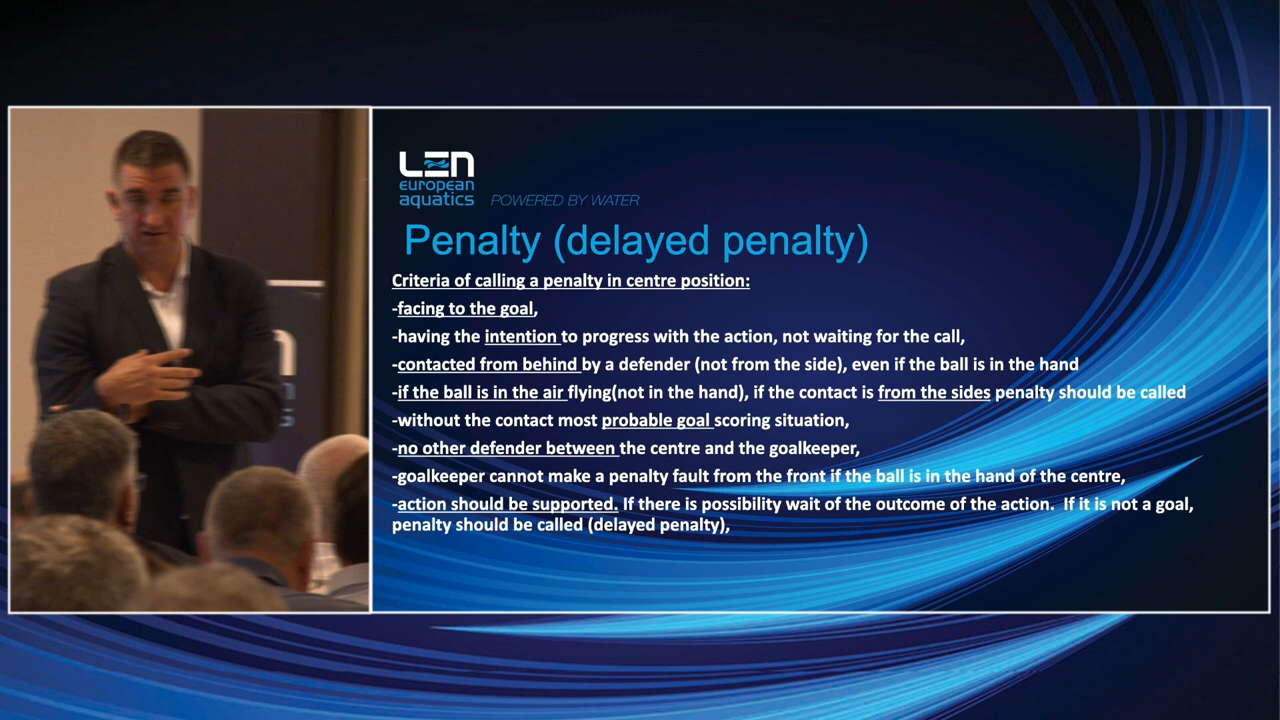 LEN
european
aquatics
POWERED BY WATER
Penalty (delayed penalty)
Criteria of calling a penalty in centre position:
-facing to the goal,
-having the intention to progress with the action, not waiting for the call,
-contacted from behind by a defender (not from the side), even if the ball is in the hand
-if the ball is in the air flying(not in the hand), if the contact is from the sides penalty should be called
-without the contact most probable goal scoring situation,
-no other defender between the centre and the goalkeeper,
-goalkeeper cannot make a penalty fault from the front if the ball is in the hand of the centre,
-action should be supported. If there is possibility wait of the outcome of the action.  If it is not a goal,
penalty should be called (delayed penalty),